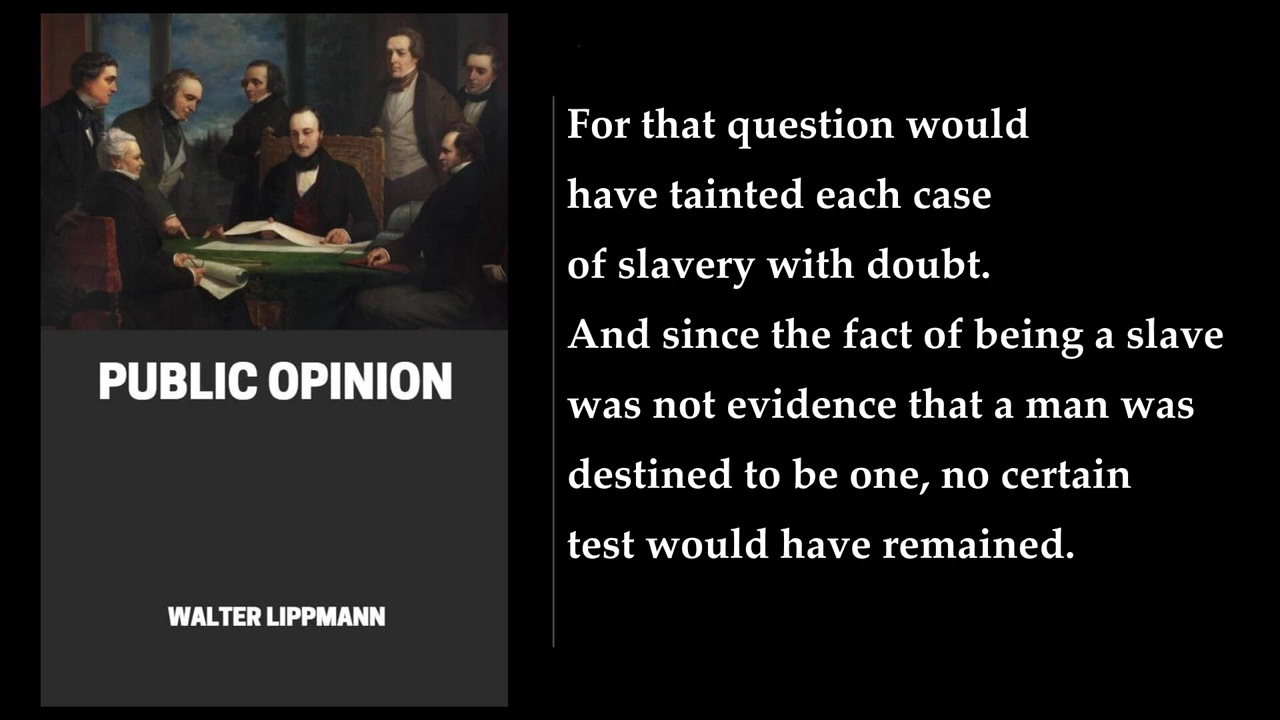 PUBLIC OPINION
WALTER LIPPMANN
For that question would
have tainted each case
of slavery with doubt.
And since the fact of being a slave
was not evidence that a man was
destined to be one, no certain
test would have remained.